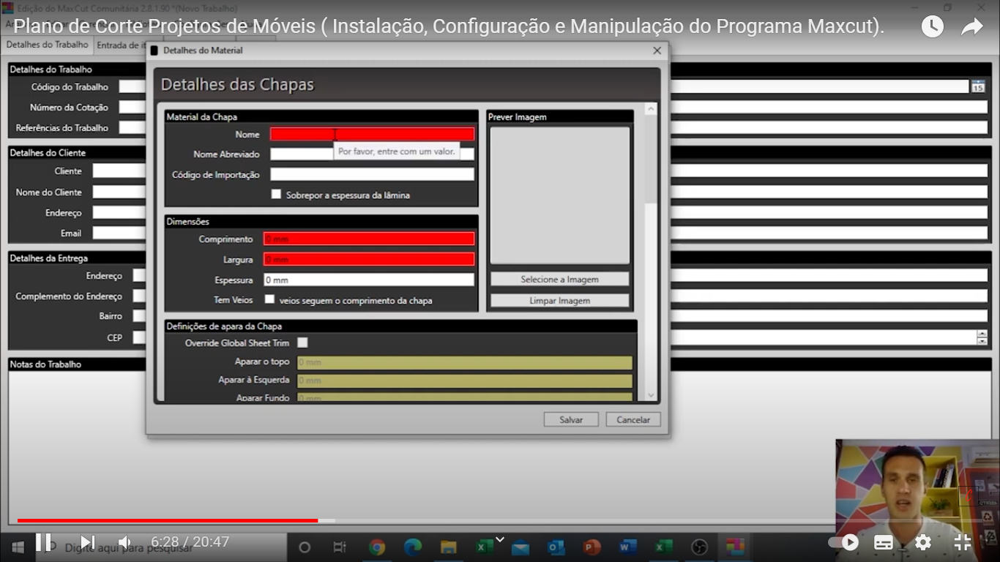 Edição do MaxCut Comunitária 2.8.1.90 *(Novo Trabalho)
Plano de Corte Projetos de Móveis ( Instalação, Configuração e Manipulação do Programa Maxcut).
Detalhes do Trabalho
Entrada de it
Detalhes do Material
Detalhes do Trabalho
Código do Trabalho
15
Número da Cotação
Referências do Trabalho
Detalhes do Cliente
Cliente
Nome do Cliente
Endereço
Email
Detalhes da Entrega
Endereço
Complemento do Endereço
Bairro
CEP
Notas do Trabalho
Detalhes das Chapas
Material da Chapa
Nome
Por favor, entre com um valor.
Nome Abreviado
Código de Importação
Sobrepor a espessura da lâmina
Prever Imagem
Selecione a Imagem
Limpar Imagem
Dimensões
Comprimento 0 mm
Largura 0 mm
Espessura 0 mm
Tem Veios veios seguem o comprimento da chapa
Definições de apara da Chapa
Override Global Sheet Trim
Aparar o topo 0 mm
Aparar à Esquerda 0 mm
Aparar Fundo 0 mm
Salvar Cancelar
Digite aqui para pesquisar
6:28 / 20:47